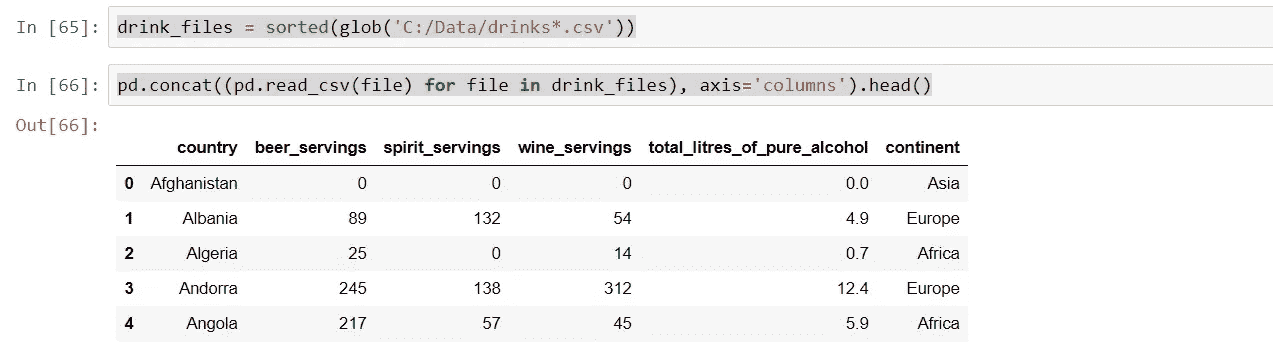 In [65]: drink_files = sorted(glob('C:/Data/drinks*.csv'))
In [66]: pd.concat((pd.read_csv(file) for file in drink_files), axis='columns').head()
Out[66]:
country beer_servings spirit_servings wine_servings total_litres_of_pure_alcohol continent
0 Afghanistan 0 0 0 0.0 Asia
1 Albania 89 132 54 4.9 Europe
2 Algeria 25 0 14 0.7 Africa
3 Andorra 245 138 312 12.4 Europe
4 Angola 217 57 45 5.9 Africa